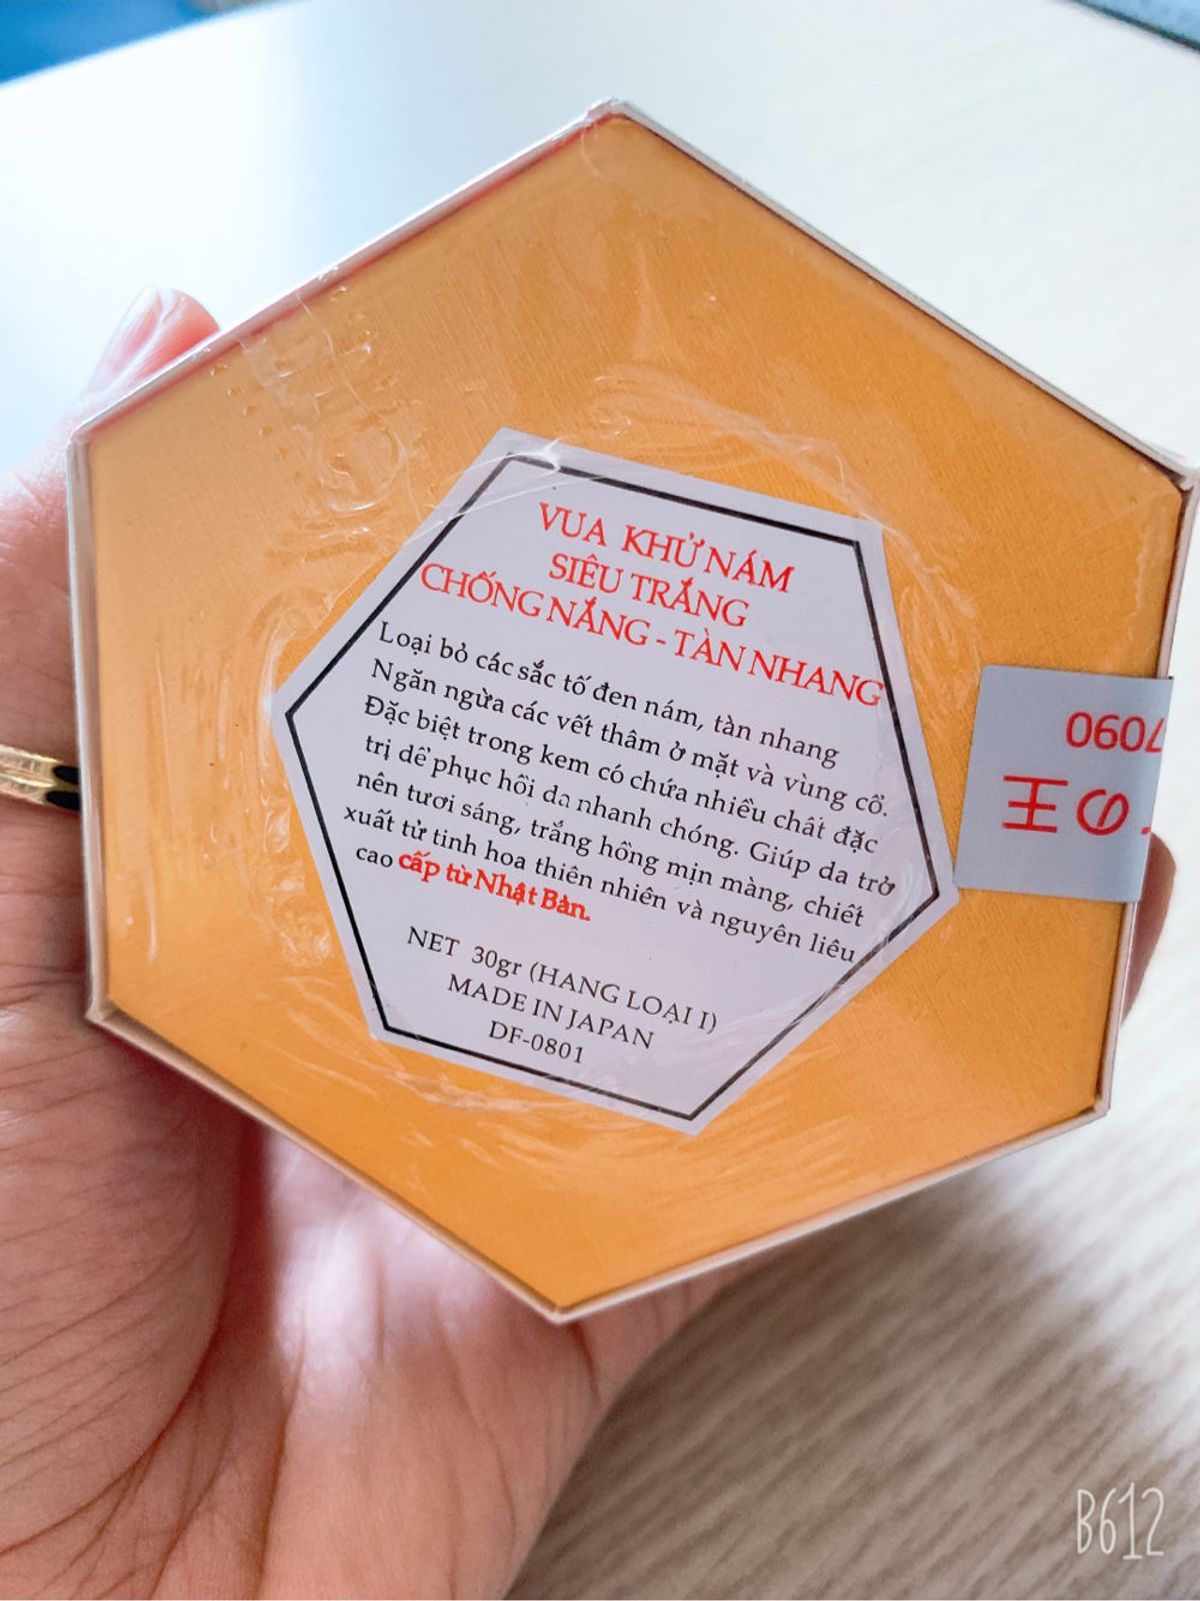 VUA KHỬ NÁM
SIÊU TRẮNG
CHỐNG NẮNG - TÀN NHANG
Loại bỏ các sắc tố đen nám, tàn nhang
Ngăn ngừa các vết thâm ở mặt và vùng cổ.
Đặc biệt trong kem có chứa nhiều chất đặc
trị để phục hồi da nhanh chóng. Giúp da trở
nên tươi sáng, trắng hồng mịn màng, chiết
xuất từ tinh hoa thiên nhiên và nguyên liệu
cao cấp từ Nhật Bản.
NET 30gr (HANG LOẠI I)
MADE IN JAPAN
DF-0801
B612